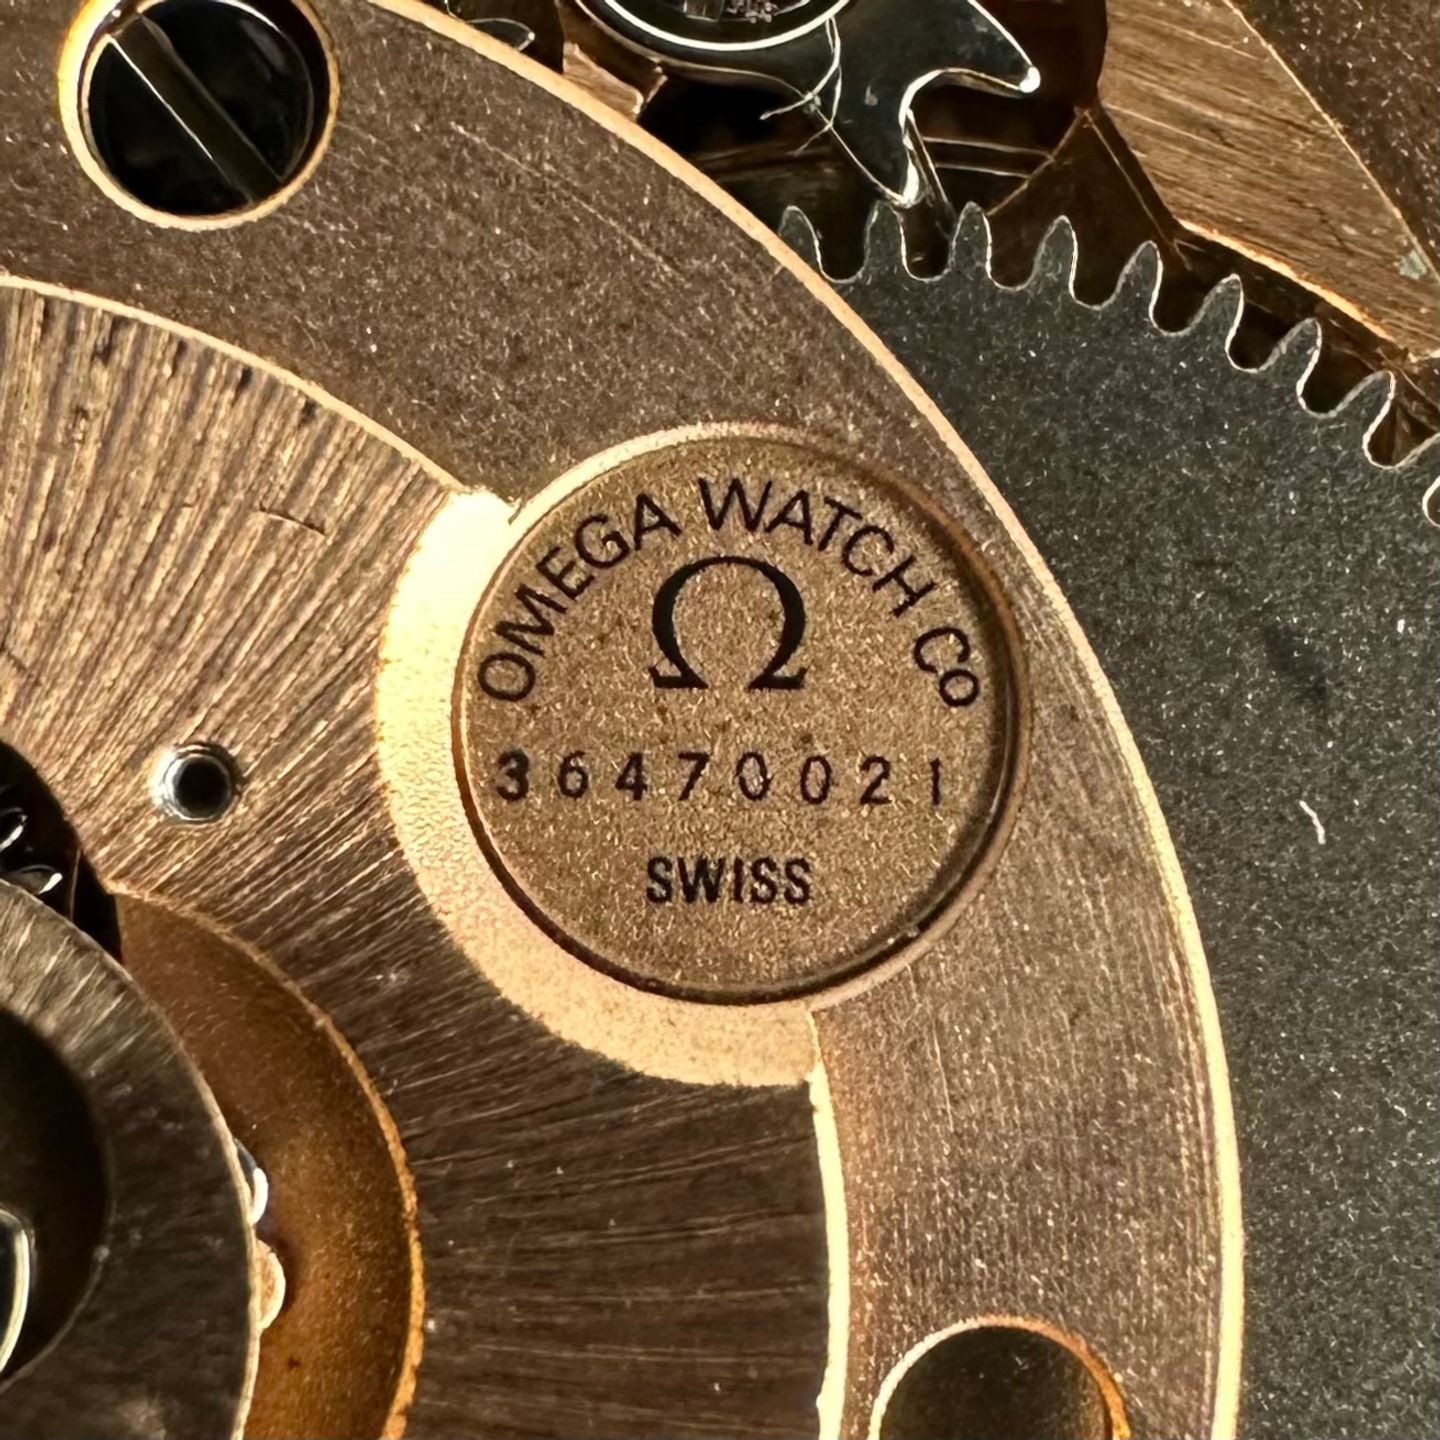 OMEGA WATCH Co
Ω
36470021
SWISS